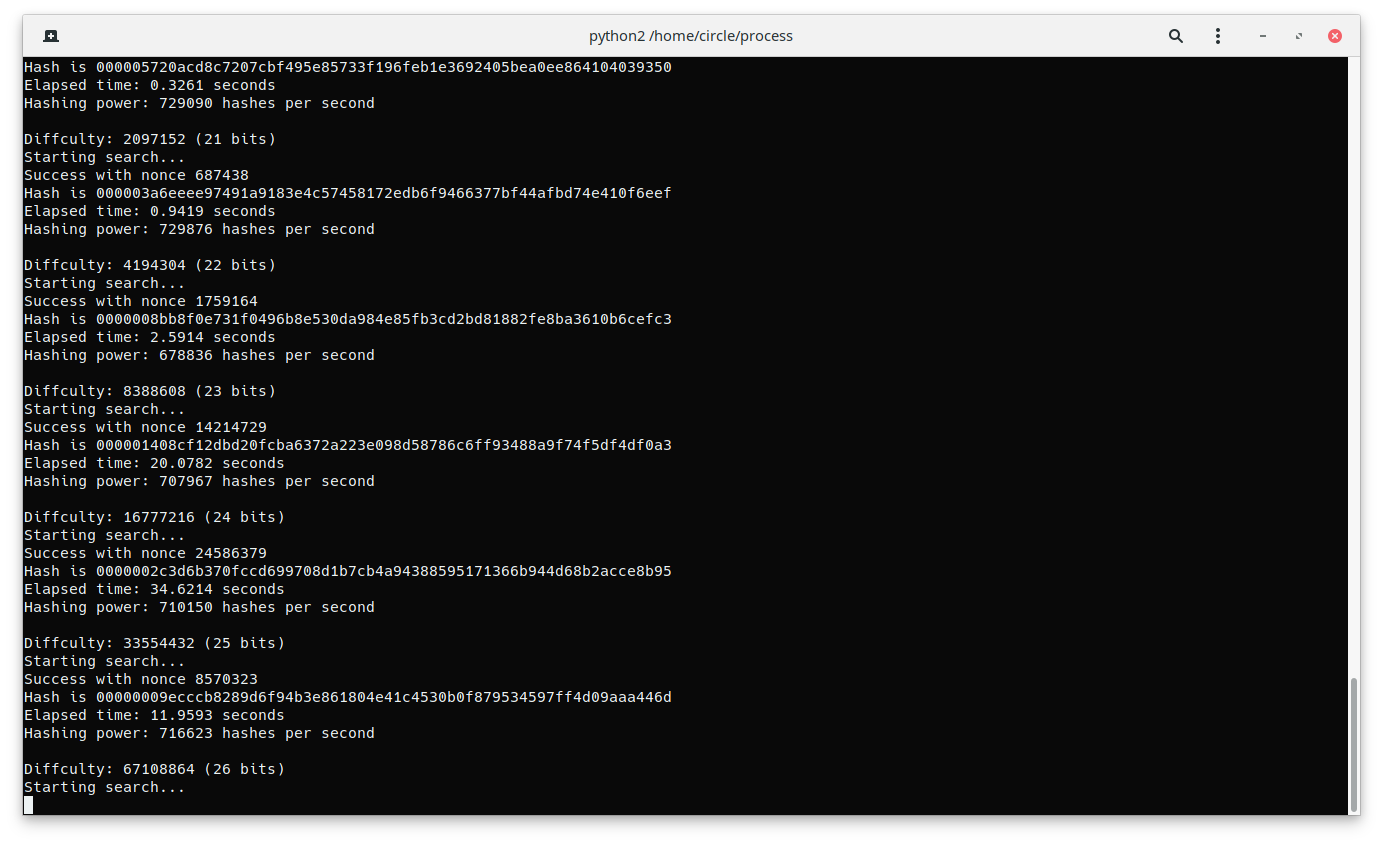 python2 /home/circle/process
Hash is 000005720acd8c7207cbf495e85733f196feb1e3692405bea0ee864104039350
Elapsed time: 0.3261 seconds
Hashing power: 729090 hashes per second
Diffculty: 2097152 (21 bits)
Starting search...
Success with nonce 687438
Hash is 000003a6eeee97491a9183e4c57458172edb6f9466377bf44afbd74e410f6eef
Elapsed time: 0.9419 seconds
Hashing power: 729876 hashes per second
Diffculty: 4194304 (22 bits)
Starting search...
Success with nonce 1759164
Hash is 0000008bb8f0e731f0496b8e530da984e85fb3cd2bd81882fe8ba3610b6cefc3
Elapsed time: 2.5914 seconds
Hashing power: 678836 hashes per second
Diffculty: 8388608 (23 bits)
Starting search...
Success with nonce 14214729
Hash is 000001408cf12dbd20fcba6372a223e098d58786c6ff93488a9f74f5df4df0a3
Elapsed time: 20.0782 seconds
Hashing power: 707967 hashes per second
Diffculty: 16777216 (24 bits)
Starting search...
Success with nonce 24586379
Hash is 0000002c3d6b370fccd699708d1b7cb4a94388595171366b944d68b2acce8b95
Elapsed time: 34.6214 seconds
Hashing power: 710150 hashes per second
Diffculty: 33554432 (25 bits)
Starting search...
Success with nonce 8570323
Hash is 00000009ecccb8289d6f94b3e861804e41c4530b0f879534597ff4d09aaa446d
Elapsed time: 11.9593 seconds
Hashing power: 716623 hashes per second
Diffculty: 67108864 (26 bits)
Starting search...